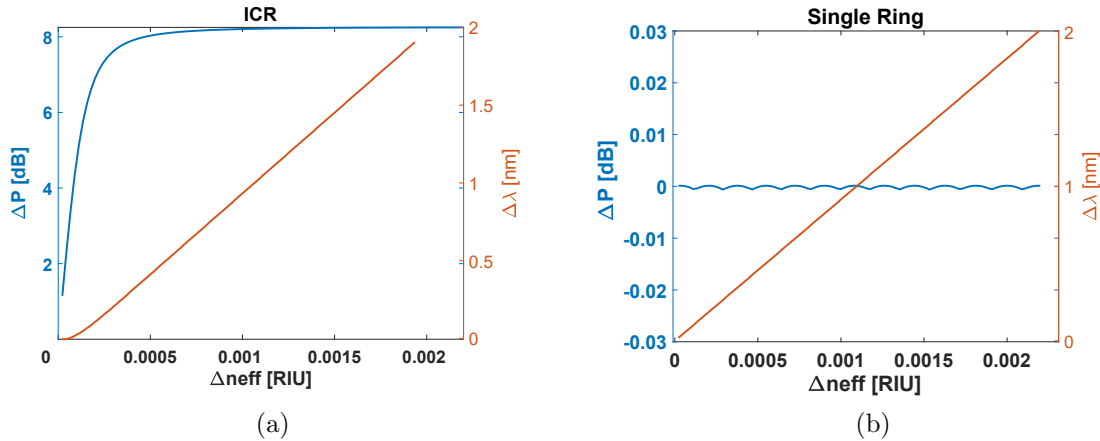 ICR
ΔP [dB]
8
6
4
2
2
1.5
1
0.5
0
Δλ [nm]
0 0.0005 0.001 0.0015 0.002
Δneff [RIU]
(a)
Single Ring
ΔP [dB]
0.03
0.02
0.01
0
-0.01
-0.02
-0.03
2
1
0
Δλ [nm]
0 0.0005 0.001 0.0015 0.002
Δneff [RIU]
(b)